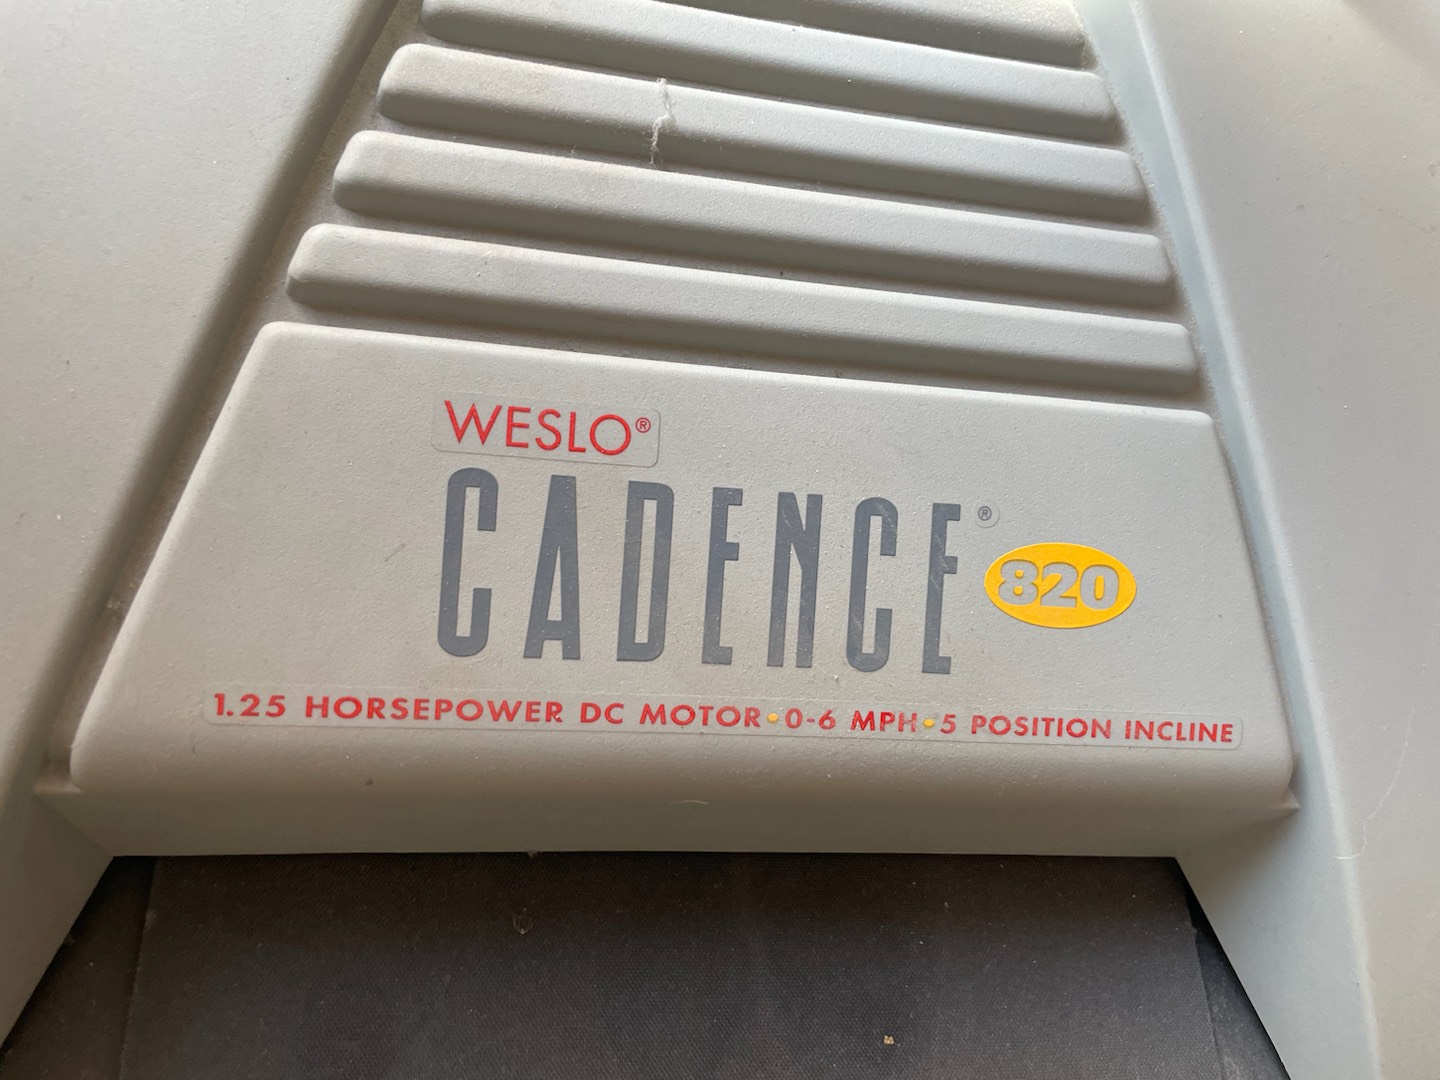 WESLO®
CADENCE® 820
1.25 HORSEPOWER DC MOTOR•0-6 MPH•5 POSITION INCLINE